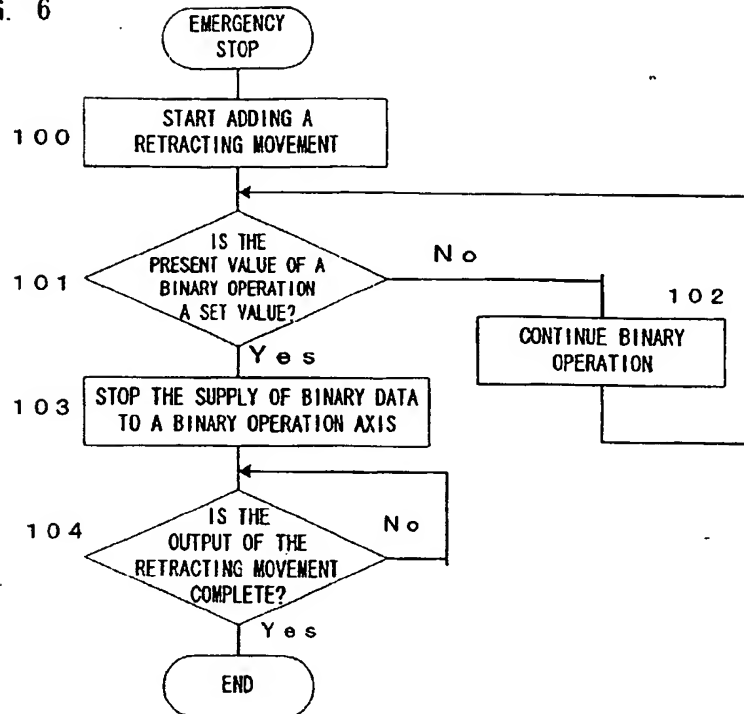 G. 6
EMERGENCY
STOP
100
START ADDING A
RETRACTING MOVEMENT
101
IS THE
PRESENT VALUE OF A
BINARY OPERATION
A SET VALUE?
No
102
CONTINUE BINARY
OPERATION
Yes
103
STOP THE SUPPLY OF BINARY DATA
TO A BINARY OPERATION AXIS
104
IS THE
OUTPUT OF THE
RETRACTING MOVEMENT
COMPLETE?
No
Yes
END